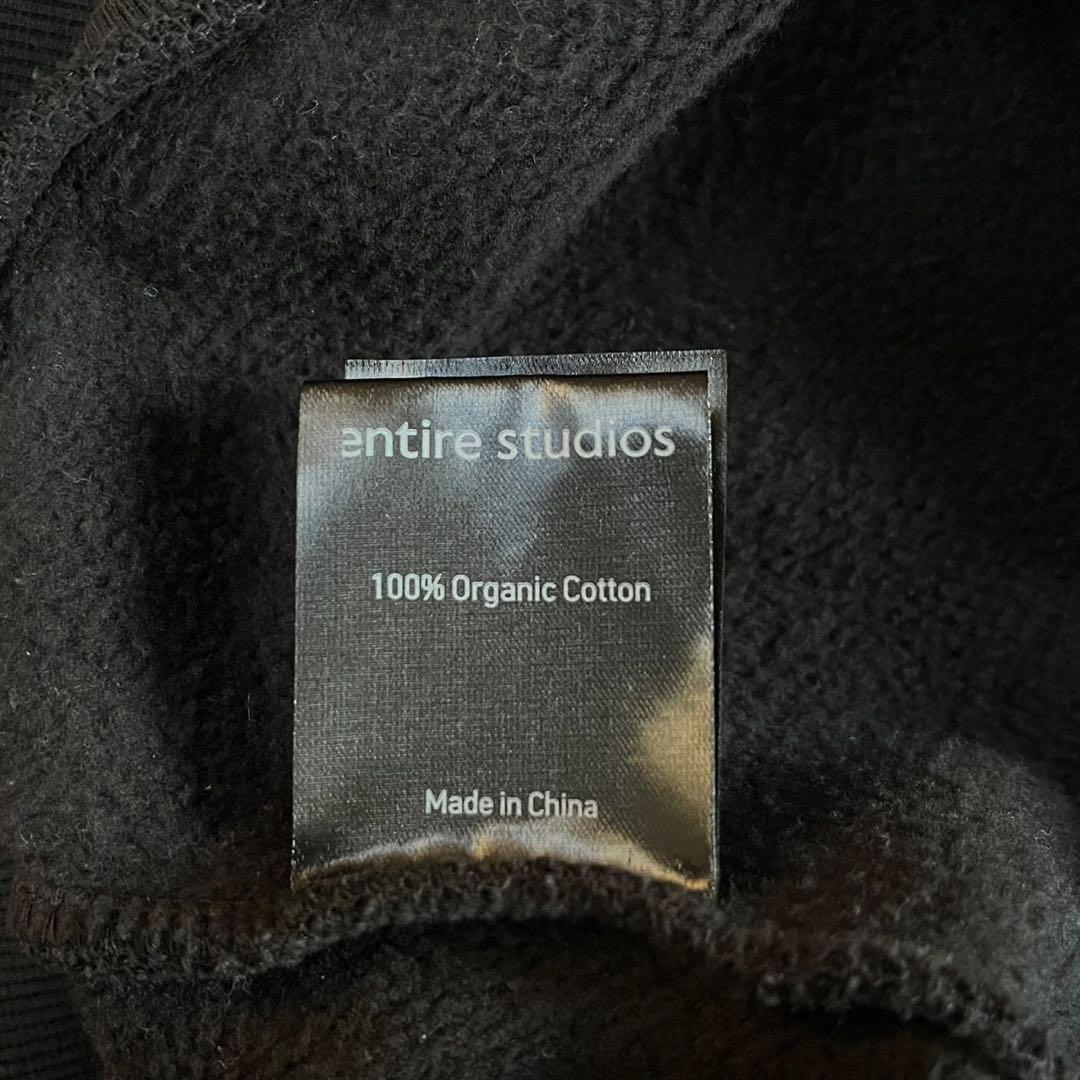 entire studios
100% Organic Cotton
Made in China